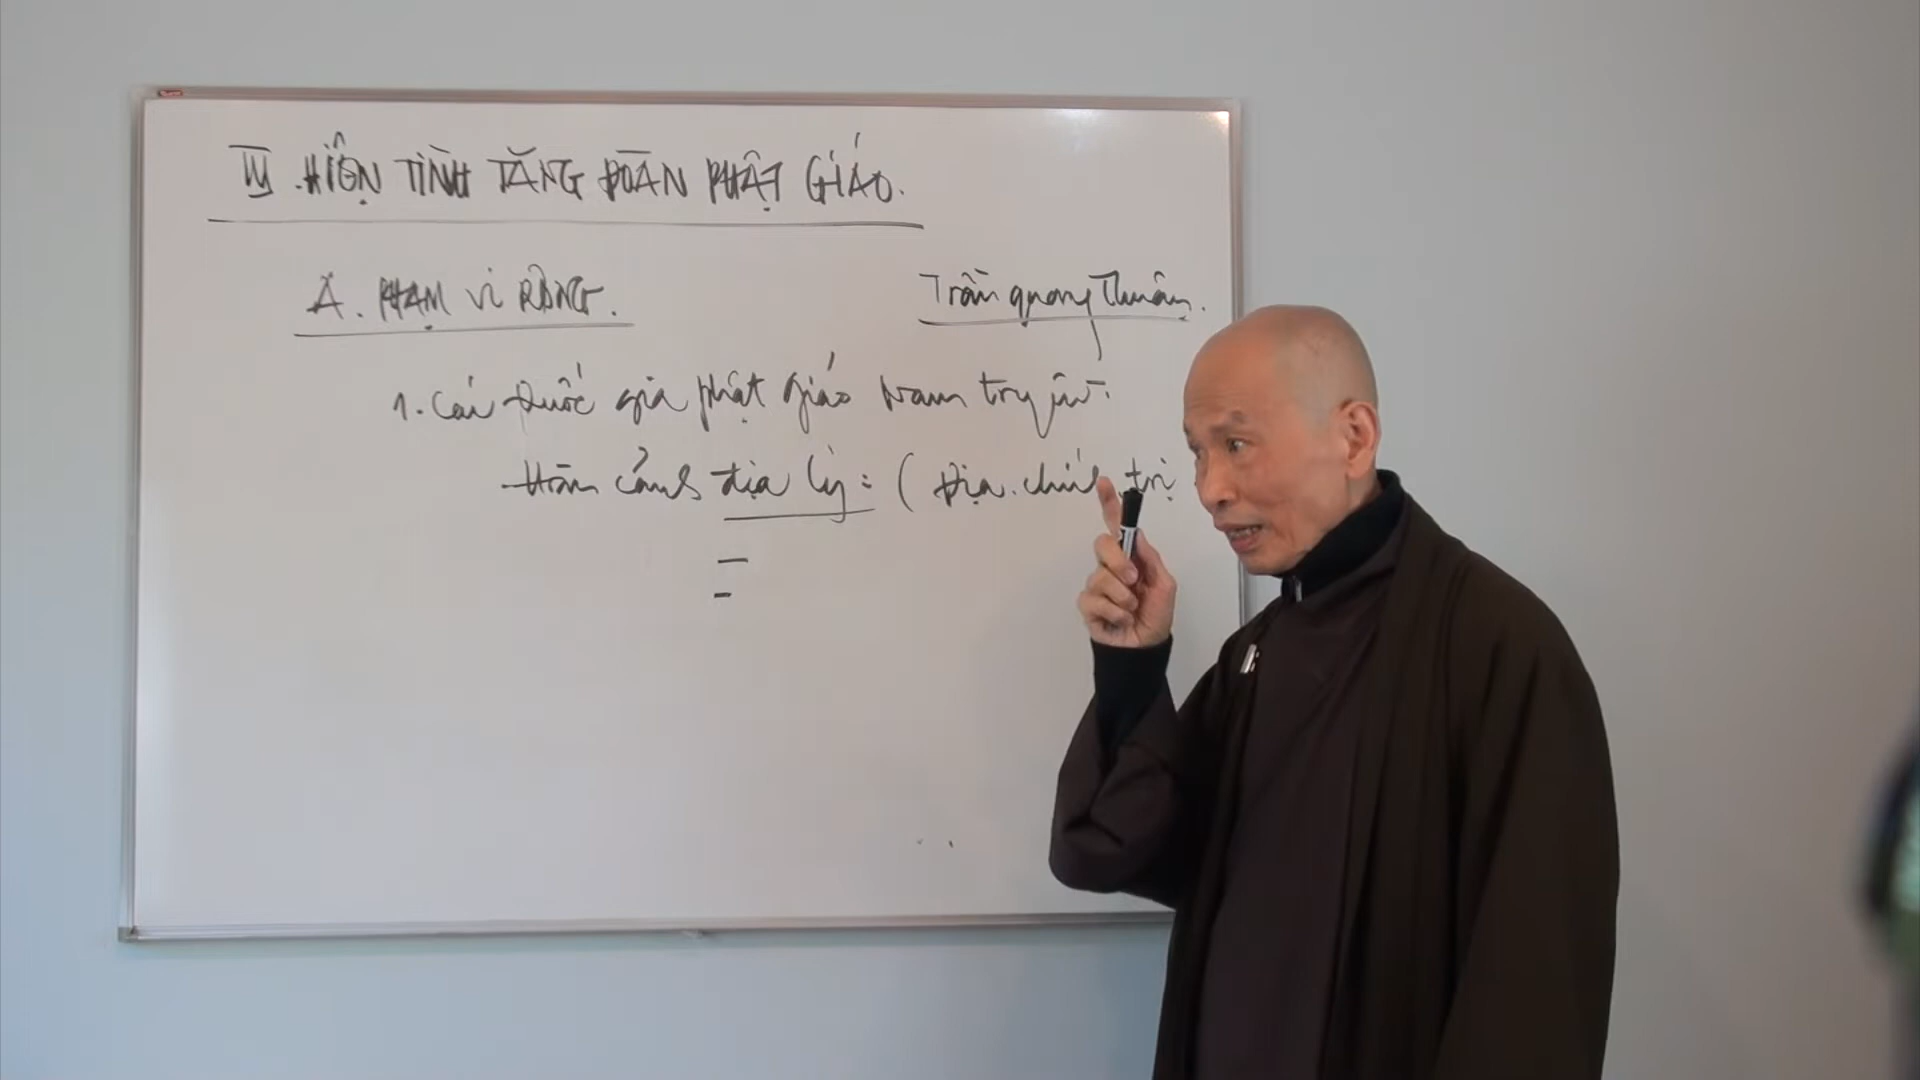 IV. HIỆN TÌNH TĂNG ĐOÀN PHẬT GIÁO.
A. PHẠM VI RỘNG.
Trần quang Thuận.
1. Các quốc gia phật giáo Nam truyền:
- Hoàn cảnh địa lý: ( Địa. chính. trị